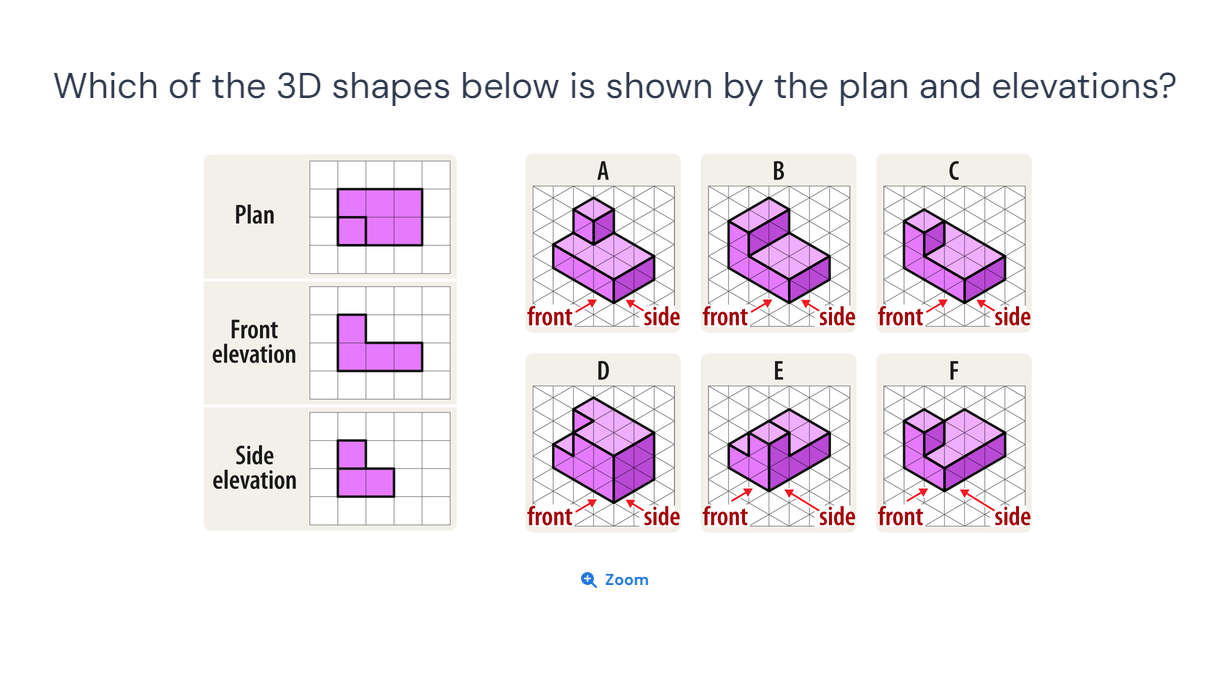 Which of the 3D shapes below is shown by the plan and elevations?
Plan
Front
elevation
Side
elevation
A
front
side
B
front
side
C
front
side
D
front
side
E
front
side
F
front
side
Zoom